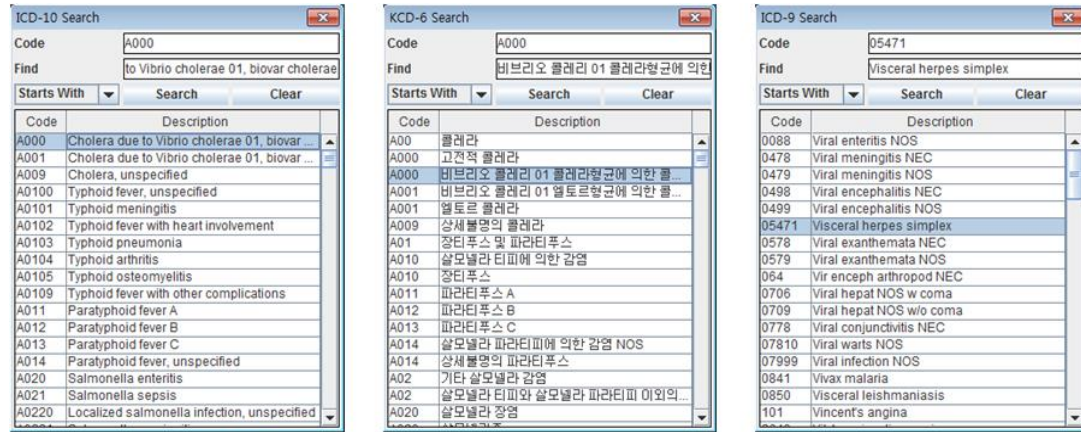 ICD-10 Search
Code A000
Find to Vibrio cholerae 01, biovar cholerae
Starts With Search Clear
Code Description
A000 Cholera due to Vibrio cholerae 01, biovar ...
A001 Cholera due to Vibrio cholerae 01, biovar ...
A009 Cholera, unspecified
A0100 Typhoid fever, unspecified
A0101 Typhoid meningitis
A0102 Typhoid fever with heart involvement
A0103 Typhoid pneumonia
A0104 Typhoid arthritis
A0105 Typhoid osteomyelitis
A0109 Typhoid fever with other complications
A011 Paratyphoid fever A
A012 Paratyphoid fever B
A013 Paratyphoid fever C
A014 Paratyphoid fever, unspecified
A020 Salmonella enteritis
A021 Salmonella sepsis
A0220 Localized salmonella infection, unspecified
KCD-6 Search
Code A000
Find 비브리오 콜레리 01 콜레라형균에 의한
Starts With Search Clear
Code Description
A00 콜레라
A000 고전적 콜레라
A000 비브리오 콜레리 01 콜레라형균에 의한 콜...
A001 비브리오 콜레리 01 엘토르형균에 의한 콜...
A001 엘토르 콜레라
A009 상세불명의 콜레라
A01 장티푸스 및 파라티푸스
A010 살모넬라 티피에 의한 감염
A010 장티푸스
A011 파라티푸스 A
A012 파라티푸스 B
A013 파라티푸스 C
A014 살모넬라 파라티피에 의한 감염 NOS
A014 상세불명의 파라티푸스
A02 기타 살모넬라 감염
A02 살모넬라 티피와 살모넬라 파라티피 이외의...
A020 살모넬라 장염
ICD-9 Search
Code 05471
Find Visceral herpes simplex
Starts With Search Clear
Code Description
0088 Viral enteritis NOS
0478 Viral meningitis NEC
0479 Viral meningitis NOS
0498 Viral encephalitis NEC
0499 Viral encephalitis NOS
05471 Visceral herpes simplex
0578 Viral exanthemata NEC
0579 Viral exanthemata NOS
064 Vir enceph arthropod NEC
0706 Viral hepat NOS w coma
0709 Viral hepat NOS w/o coma
0778 Viral conjunctivitis NEC
07810 Viral warts NOS
07999 Viral infection NOS
0841 Vivax malaria
0850 Visceral leishmaniasis
101 Vincent's angina